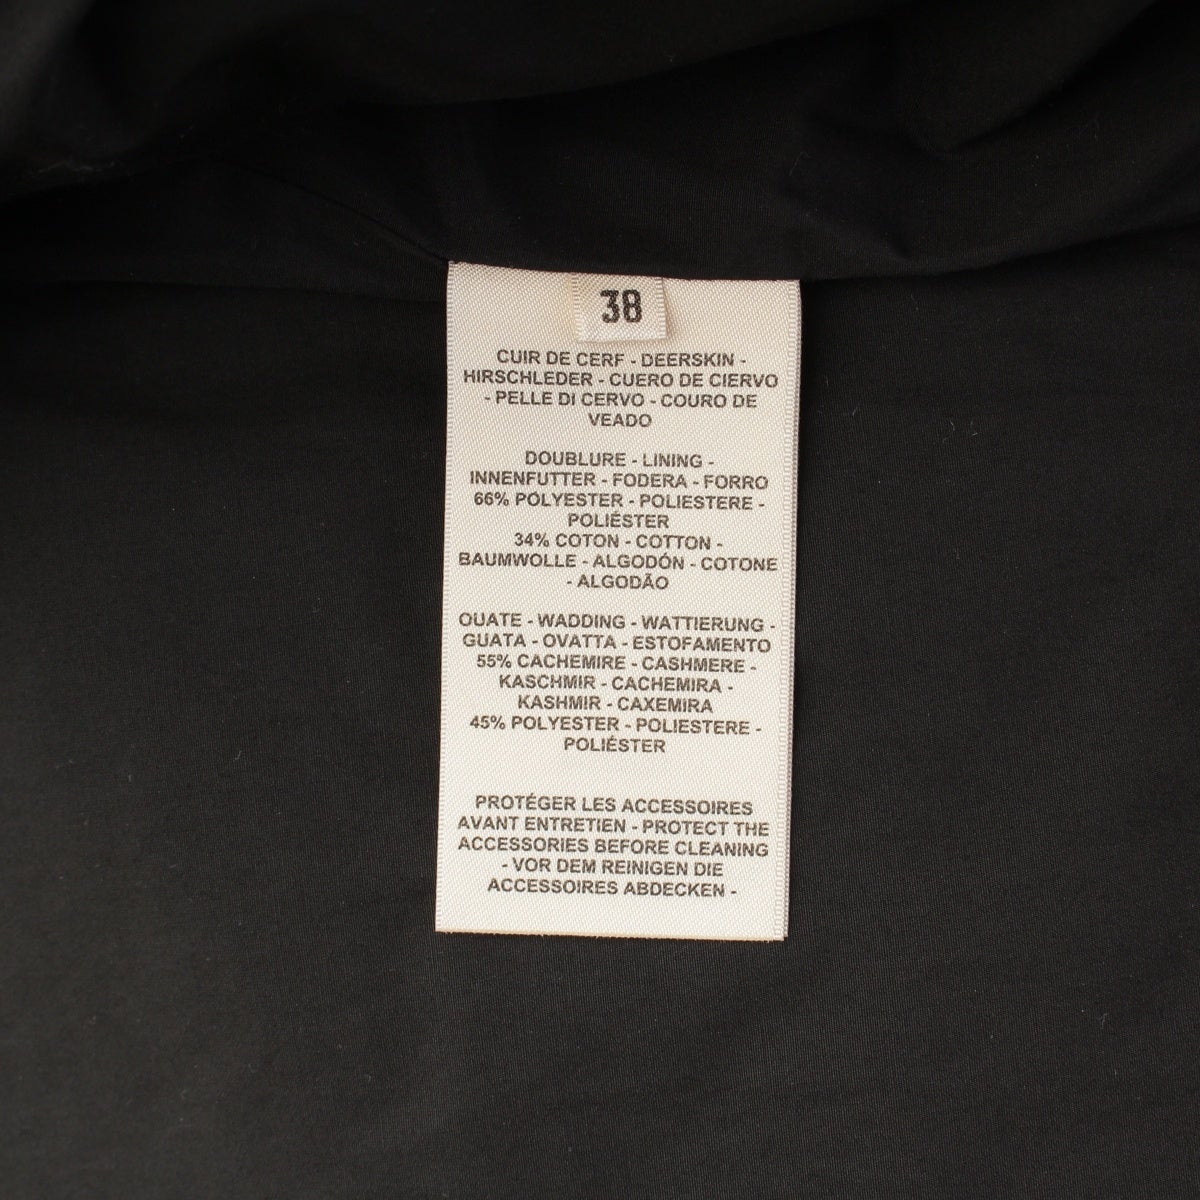 38
CUIR DE CERF - DEERSKIN -
HIRSCHLEDER - CUERO DE CIERVO
- PELLE DI CERVO - COURO DE
VEADO
DOUBLURE - LINING -
INNENFUTTER - FODERA - FORRO
66% POLYESTER - POLIESTERE -
POLIÉSTER
34% COTON - COTTON -
BAUMWOLLE - ALGODÓN - COTONE
- ALGODÃO
OUATE - WADDING - WATTIERUNG -
GUATA - OVATTA - ESTOFAMENTO
55% CACHEMIRE - CASHMERE -
KASCHMIR - CACHEMIRA -
KASHMIR - CAXEMIRA
45% POLYESTER - POLIESTERE -
POLIÉSTER
PROTÉGER LES ACCESSOIRES
AVANT ENTRETIEN - PROTECT THE
ACCESSORIES BEFORE CLEANING
- VOR DEM REINIGEN DIE
ACCESSOIRES ABDECKEN -